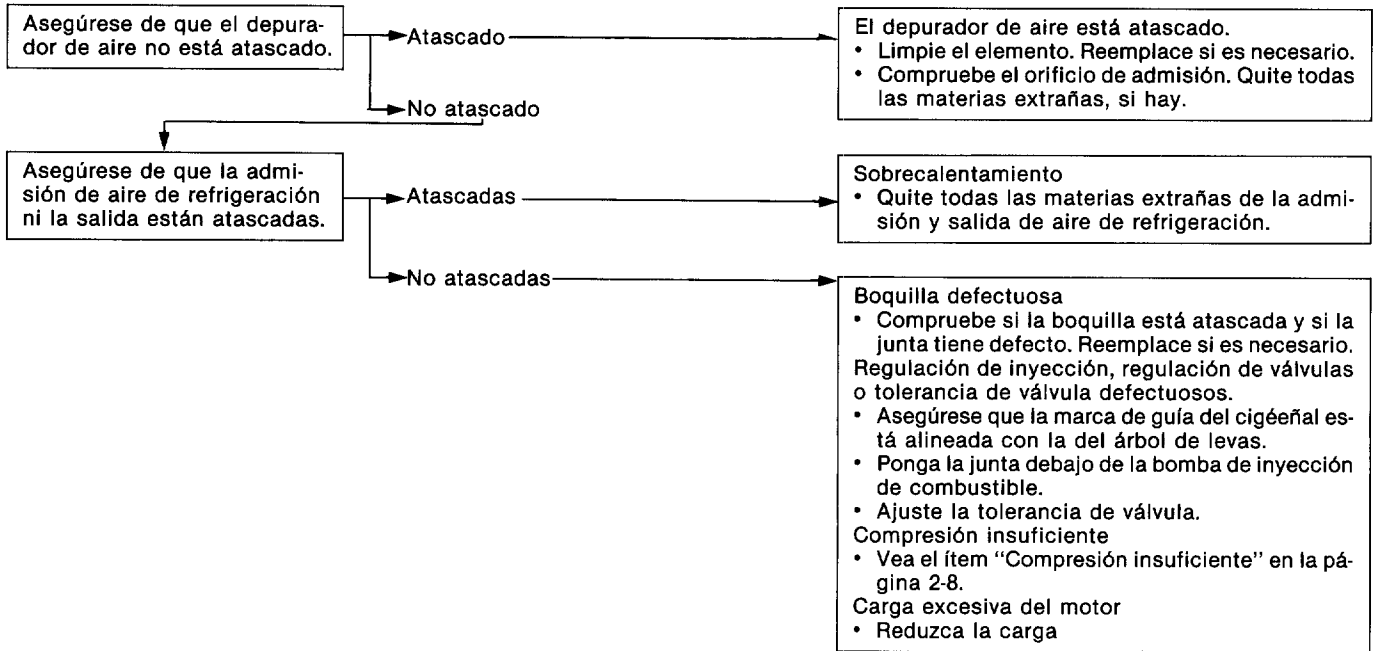 Asegúrese de que el depura-
dor de aire no está atascado.
Atascado
El depurador de aire está atascado.
• Limpie el elemento. Reemplace si es necesario.
• Compruebe el orificio de admisión. Quite todas
las materias extrañas, si hay.
No atascado
Asegúrese de que la admi-
sión de aire de refrigeración
ni la salida están atascadas.
Atascadas
Sobrecalentamiento
• Quite todas las materias extrañas de la admi-
sión y salida de aire de refrigeración.
No atascadas
Boquilla defectuosa
• Compruebe si la boquilla está atascada y si la
junta tiene defecto. Reemplace si es necesario.
Regulación de inyección, regulación de válvulas
o tolerancia de válvula defectuosos.
• Asegúrese que la marca de guía del cigéeñal es-
tá alineada con la del árbol de levas.
• Ponga la junta debajo de la bomba de inyección
de combustible.
• Ajuste la tolerancia de válvula.
Compresión insuficiente
• Vea el ítem "Compresión insuficiente" en la pá-
gina 2-8.
Carga excesiva del motor
• Reduzca la carga